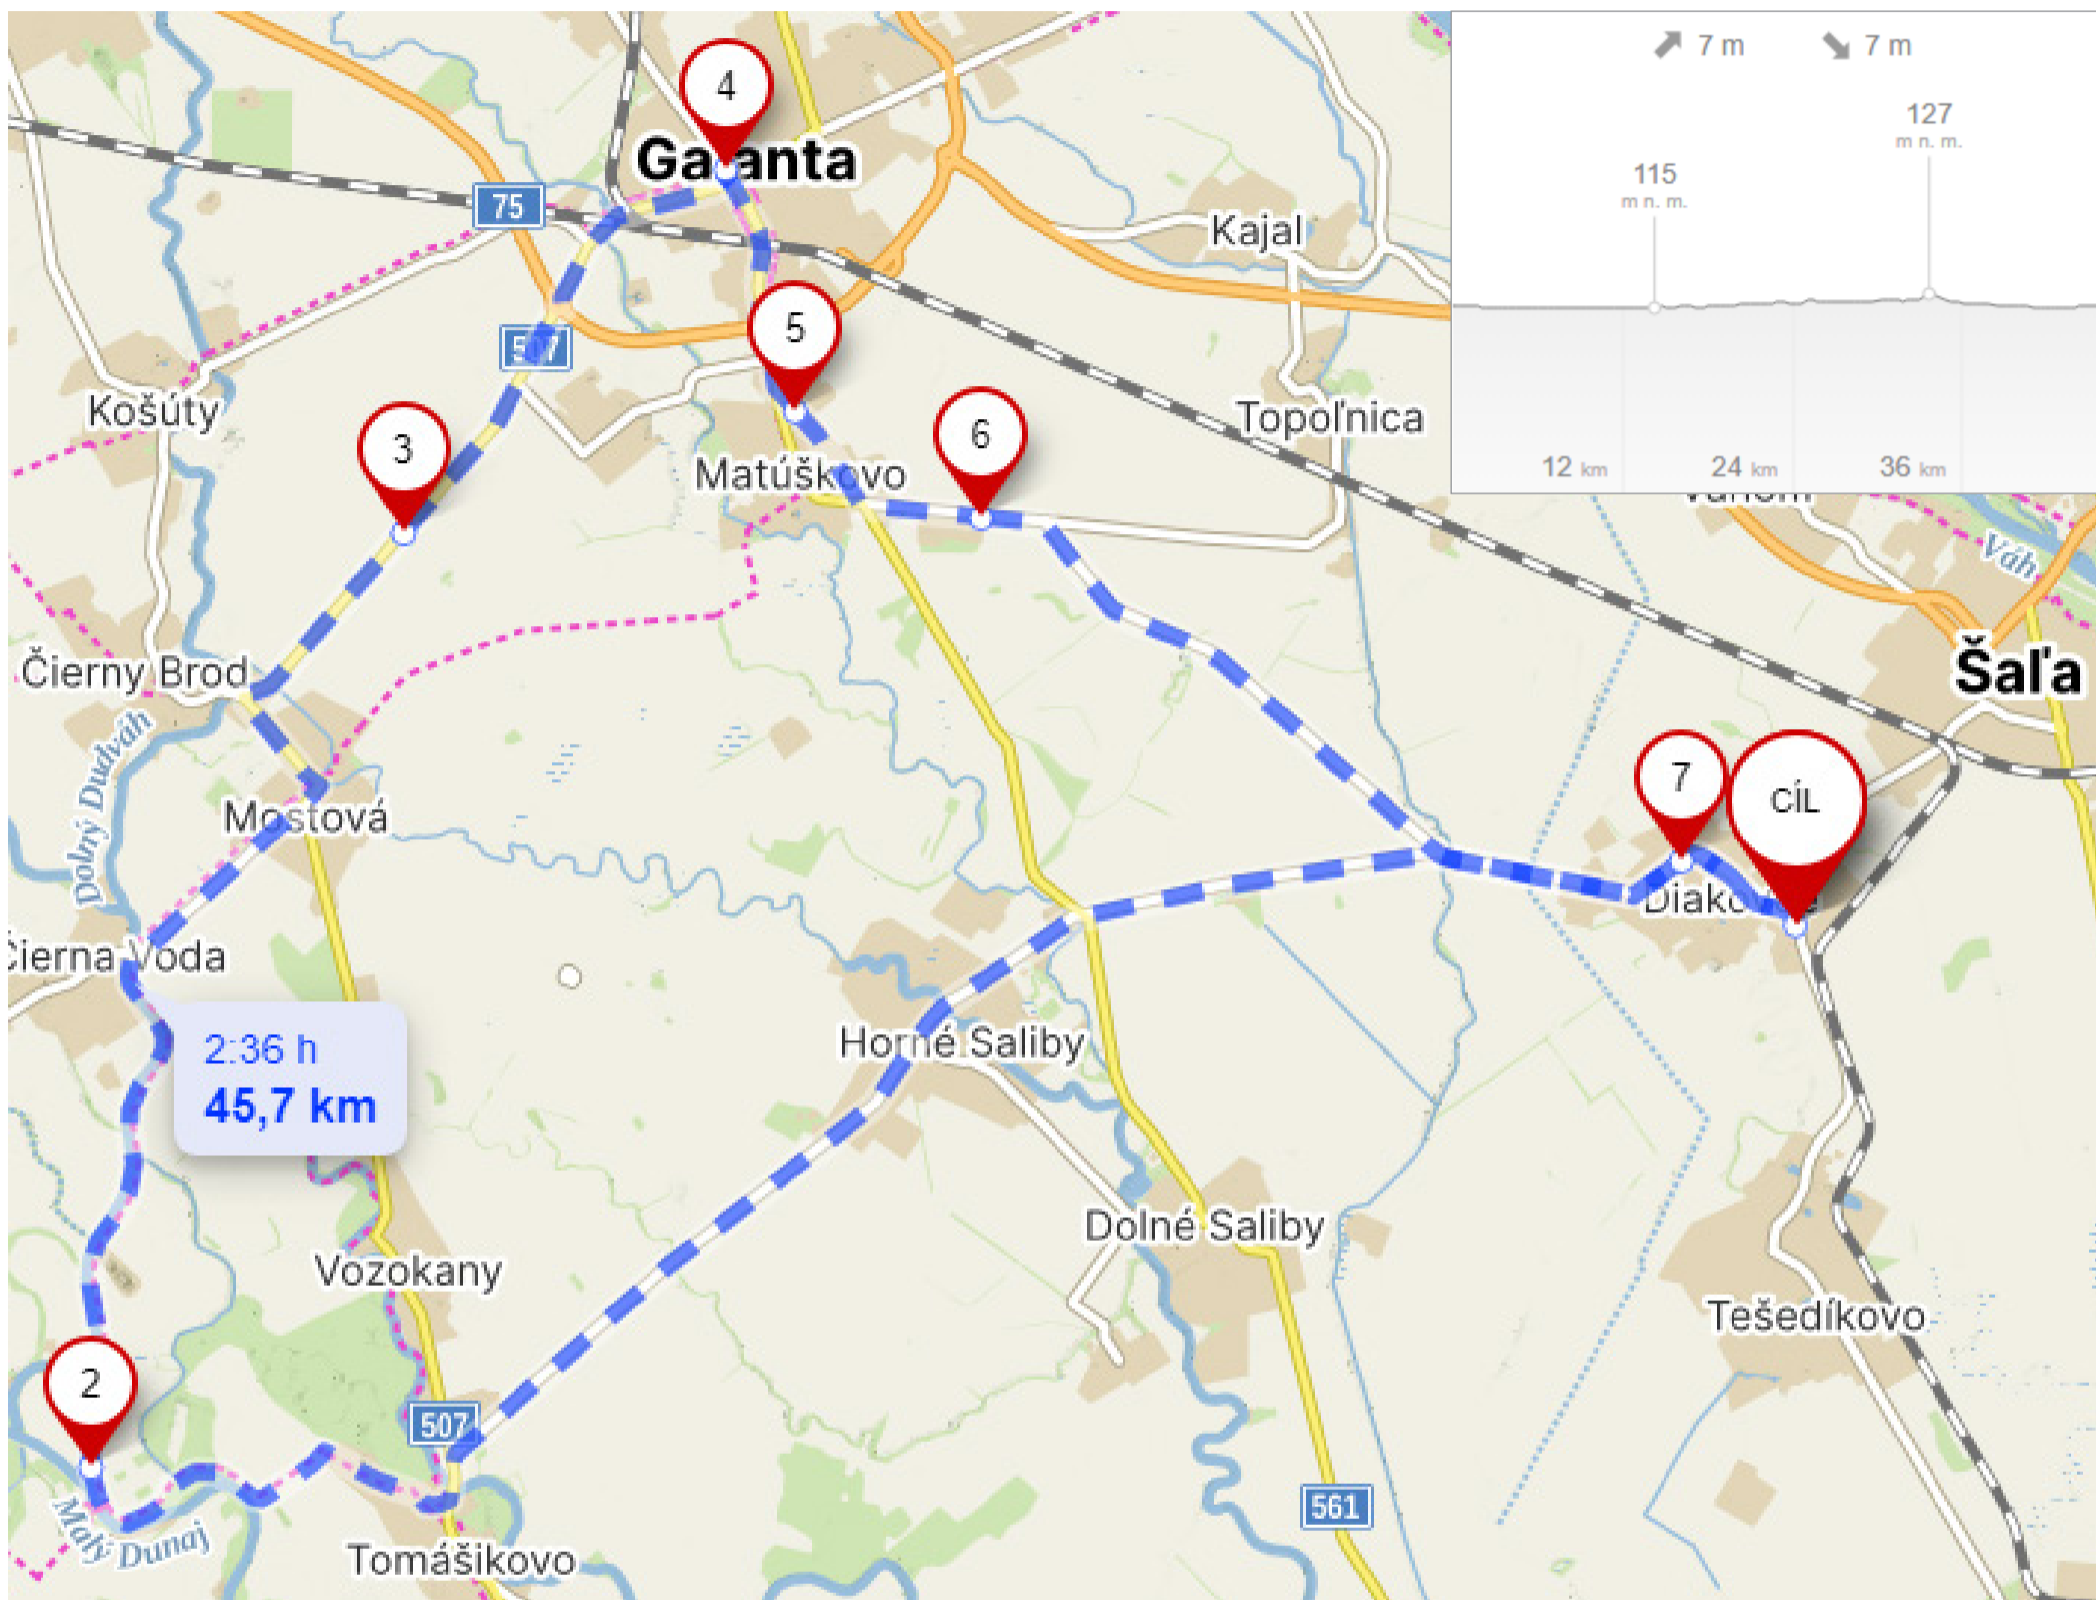 7 m
7 m
127
m n. m.
115
m n. m.
12 km
24 km
36 km
4
Galanta
75
Kajal
5
507
Košúty
3
6
Topoľnica
Matúškovo
Váh
Čierny Brod
Šaľa
Dolný Dudváh
7
CÍL
Mostová
Diakovce
Čierna Voda
2:36 h
45,7 km
Horné Saliby
Dolné Saliby
Vozokany
Tešedíkovo
2
507
561
Malý Dunaj
Tomášikovo